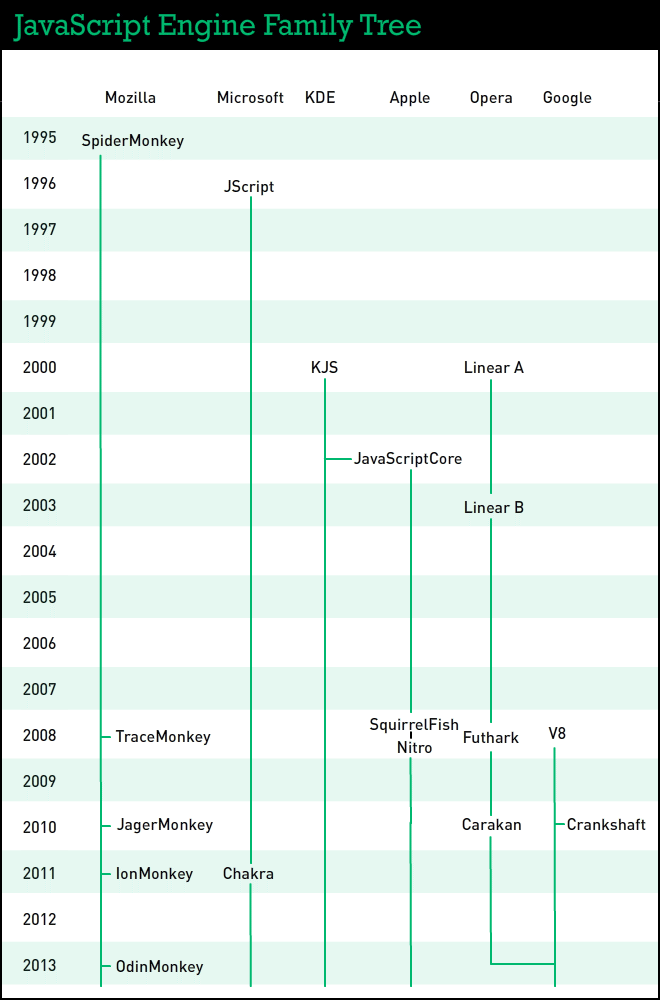 JavaScript Engine Family Tree
Mozilla Microsoft KDE Apple Opera Google
1995 SpiderMonkey
1996 JScript
1997
1998
1999
2000 KJS Linear A
2001
2002 JavaScriptCore
2003 Linear B
2004
2005
2006
2007
SquirrelFish
2008 TraceMonkey Futhark V8
Nitro
2009
2010 JagerMonkey Carakan Crankshaft
2011 IonMonkey Chakra
2012
2013 OdinMonkey